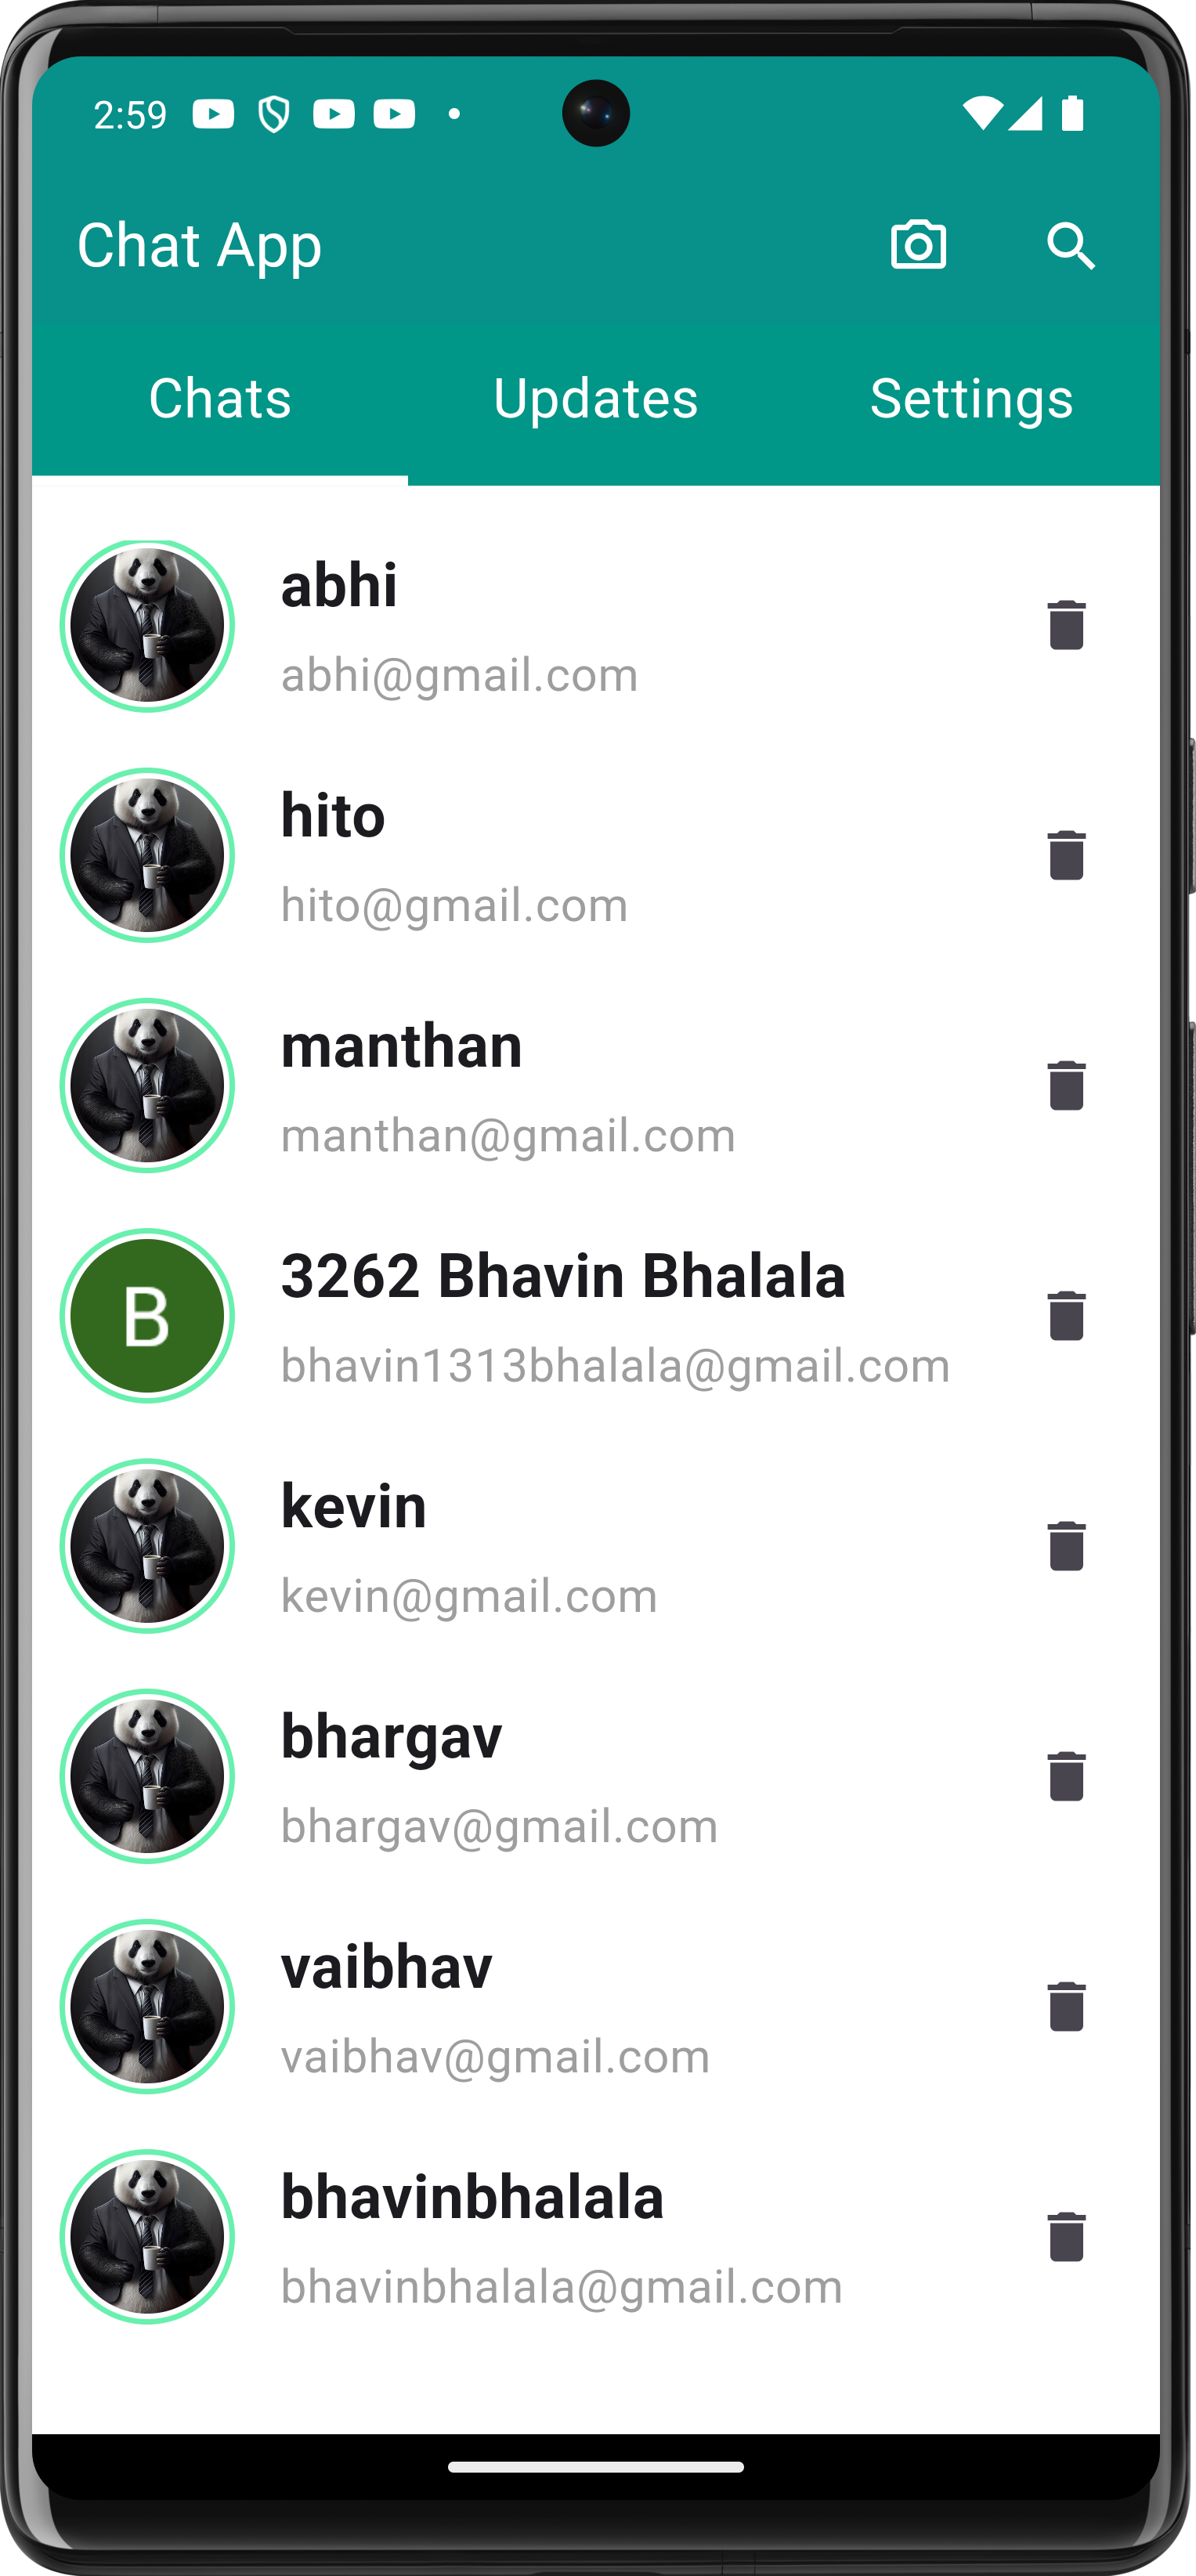 2:59
Chat App
Chats Updates Settings
abhi
abhi@gmail.com
hito
hito@gmail.com
manthan
manthan@gmail.com
B
3262 Bhavin Bhalala
bhavin1313bhalala@gmail.com
kevin
kevin@gmail.com
bhargav
bhargav@gmail.com
vaibhav
vaibhav@gmail.com
bhavinbhalala
bhavinbhalala@gmail.com